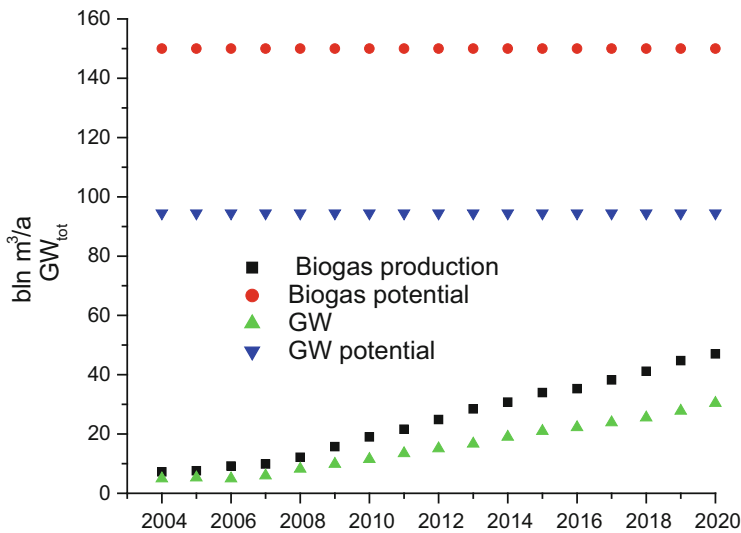 160
140
120
100
80
60
40
20
0
bln m³/a
GW_tot
Biogas production
Biogas potential
GW
GW potential
2004 2006 2008 2010 2012 2014 2016 2018 2020